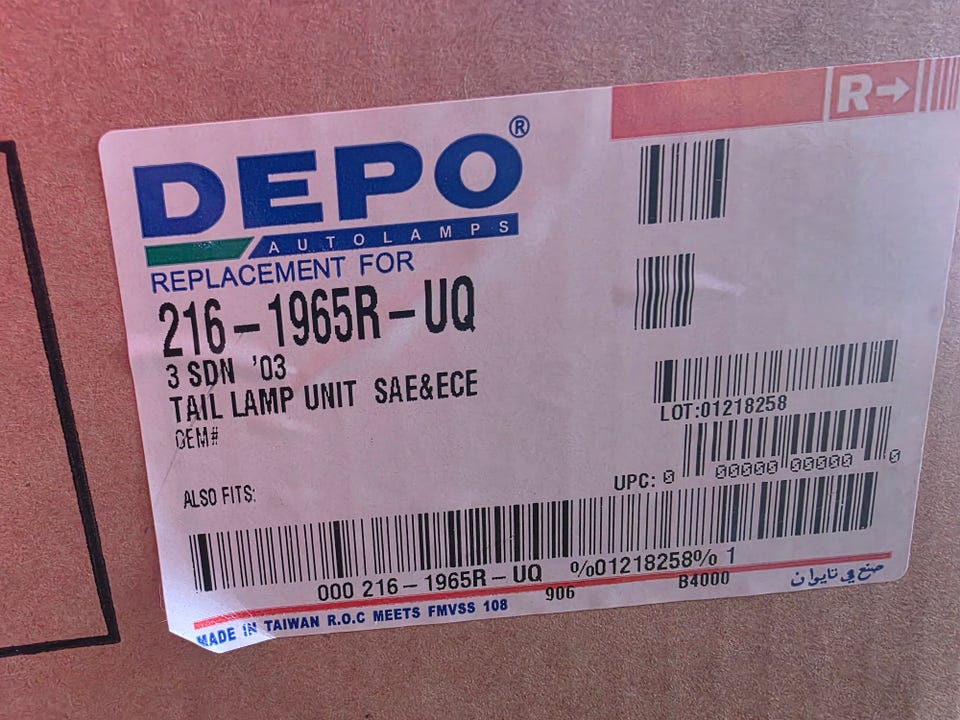 DEPO®
AUTOLAMPS
R→
REPLACEMENT FOR
216-1965R-UQ
3 SDN '03
TAIL LAMP UNIT SAE&ECE
OEM#
LOT:01218258
ALSO FITS:
UPC: 0 00000 00000 0
000 216-1965R-UQ %01218258% 1
906 B4000
MADE IN TAIWAN R.O.C MEETS FMVSS 108
صنع في تايوان